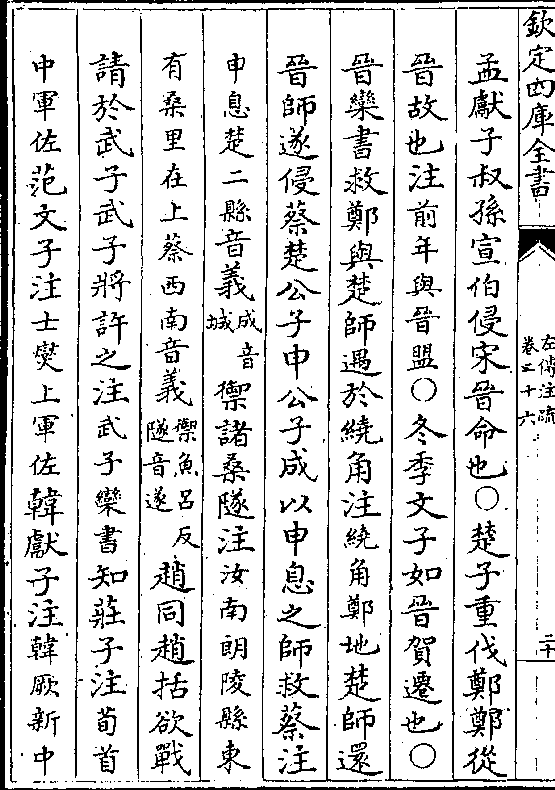 欽定四庫全書
左傳注疏
卷二十六
二十
孟獻子叔孫宣伯侵宋晉命也○楚子重伐鄭鄭從
晉故也注前年與晉盟○冬季文子如晉賀遷也○
晉欒書救鄭與楚師遇於繞角注繞角鄭地楚師還
晉師遂侵蔡楚公子申公子成以申息之師救蔡注
申息楚二縣音義成音城禦諸桑隧注汝南朗陵縣東
有桑里在上蔡西南音義禦魚呂反隧音遂趙同趙括欲戰
請於武子武子將許之注武子欒書知莊子注荀首
中軍佐范文子注士燮上軍佐韓獻子注韓厥新中